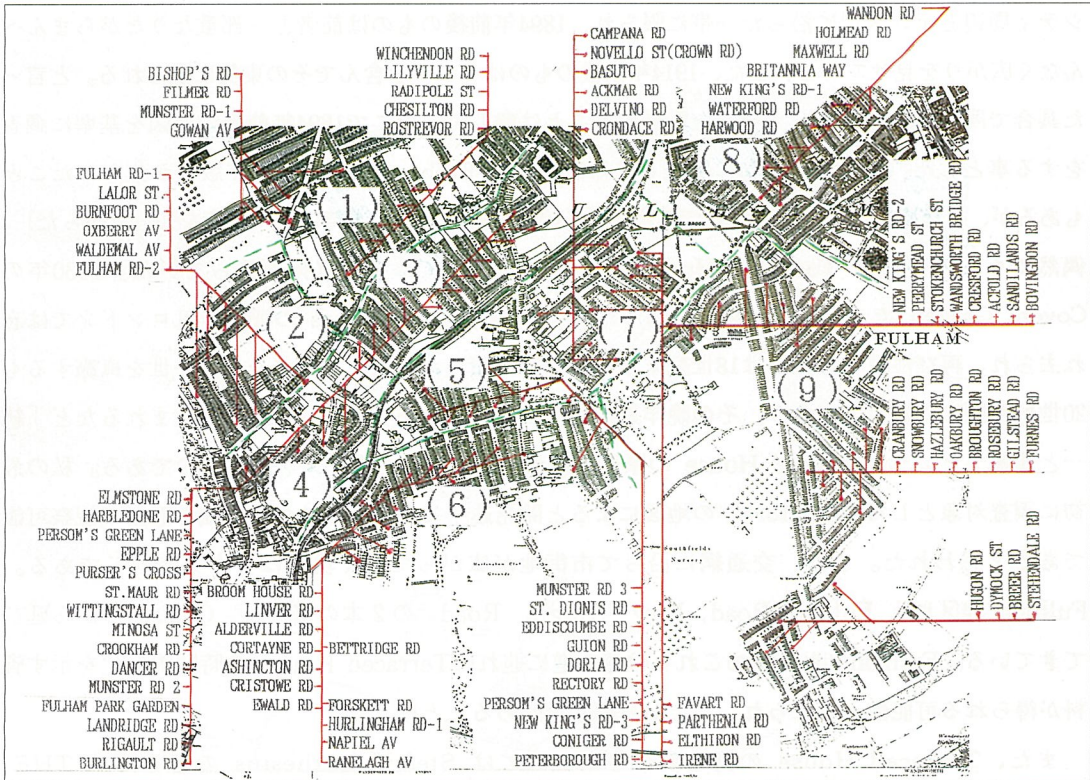 WANDON RD
HOLMEAD RD
MAXWELL RD
BRITANNIA WAY
NEW KING'S RD-1
WATERFORD RD
HARWOOD RD
CAMPANA RD
NOVELLO ST(CROWN RD)
BASUTO
ACKMAR RD
DELVINO RD
CRONDACE RD
WINCHENDON RD
LILYVILLE RD
RADIPOLE ST
CHESILTON RD
ROSTREVOR RD
BISHOP'S RD
FILMER RD
MUNSTER RD-1
GOWAN AV
FULHAM RD-1
LALOR ST.
BURNFOOT RD
OXBERRY AV
WALDEMAL AV
FULHAM RD-2
(1)
(2)
(3)
(4)
(5)
(6)
(7)
(8)
(9)
U L H A M
FULHAM
NEW KING'S RD-2
PERRYMEAD ST
STOKENCHURCH ST
WANDSWORTH BRIDGE RD
CRESFORD RD
ACFOLD RD
SANDILANDS RD
BOVINGDON RD
CRANBURY RD
SNOWBURY RD
HAZLEBURY RD
OAKBURY RD
BROUGHTON RD
ROSEBURY RD
GILSTEAD RD
FURNES RD
HUGON RD
DYMOCK ST
BREER RD
STEHENDALE RD
Southfields
ELMSTONE RD
HARBLEDONE RD
PERSOM'S GREEN LANE
EPPLE RD
PURSER'S CROSS
ST.MAUR RD
WITTINGSTALL RD
MINOSA ST
CROOKHAM RD
DANCER RD
MUNSTER RD 2
FULHAM PARK GARDEN
LANDRIDGE RD
RIGAULT RD
BURLINGTON RD
BROOM HOUSE RD
LINVER RD
ALDERVILLE RD
CORTAYNE RD
BETTRIDGE RD
ASHINGTON RD
CRISTOWE RD
EWALD RD
FORSKETT RD
HURLINGHAM RD-1
NAPIEL AV
RANELAGH AV
MUNSTER RD 3
ST. DIONIS RD
EDDISCOUMBE RD
GUION RD
DORIA RD
RECTORY RD
PERSOM'S GREEN LANE
NEW KING'S RD-3
CONIGER RD
PETERBOROUGH RD
FAVART RD
PARTHENIA RD
ELTHIRON RD
IRENE RD